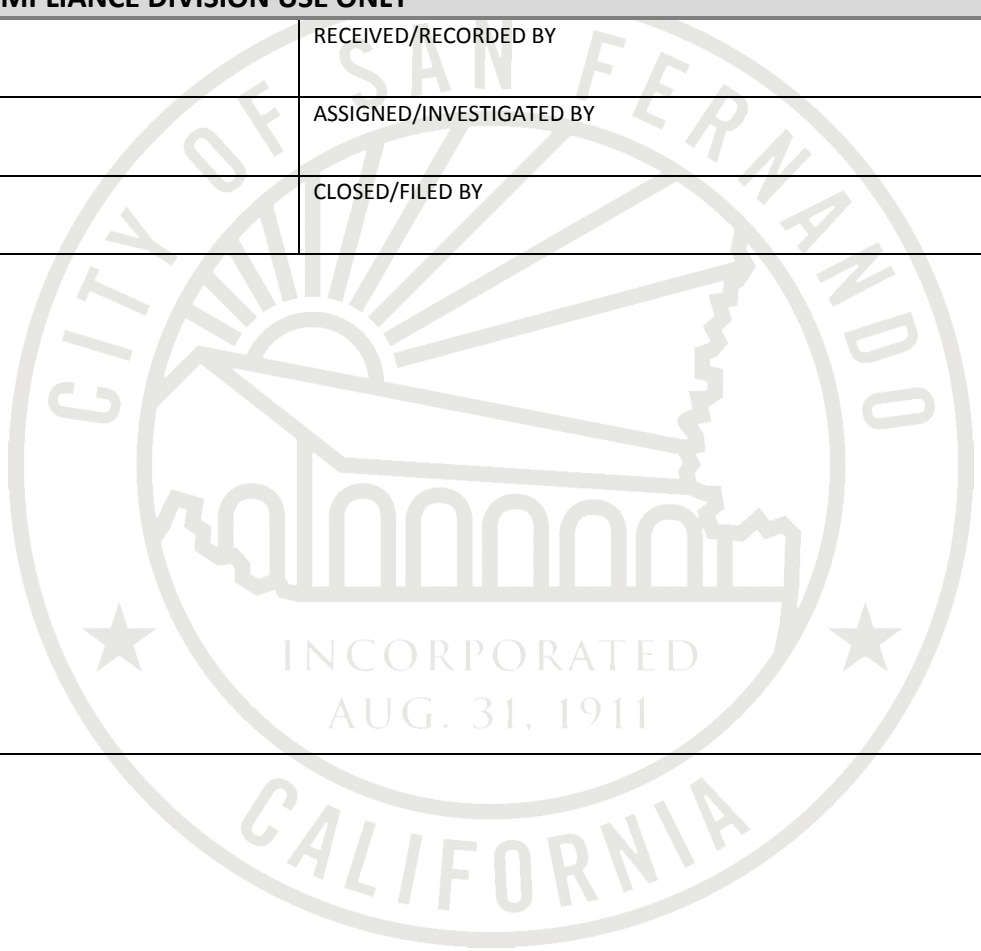 MPLIANCE DIVISION USE ONLY
RECEIVED/RECORDED BY
ASSIGNED/INVESTIGATED BY
CLOSED/FILED BY
CITY OF SAN FERNANDO
INCORPORATED
AUG. 31, 1911
CALIFORNIA